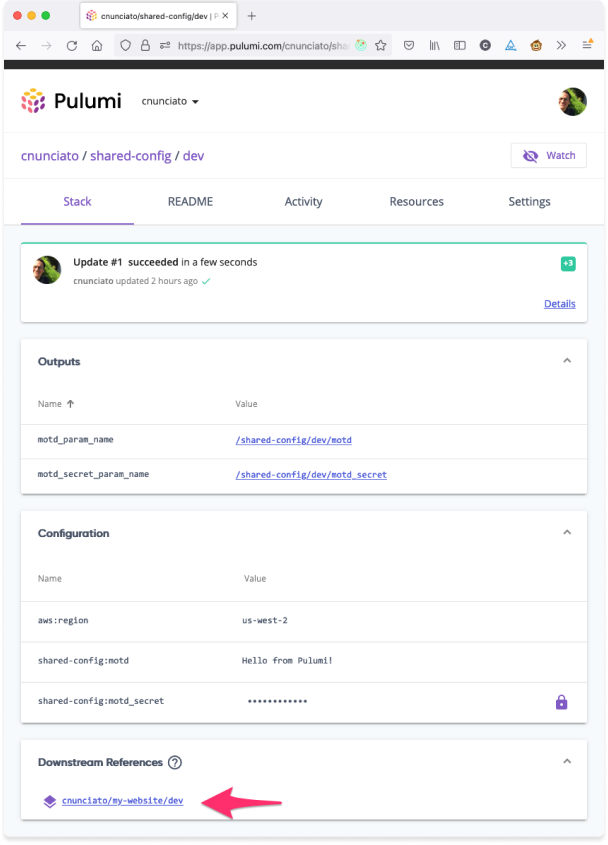 cnunciato/shared-config/dev | P
https://app.pulumi.com/cnunciato/sha
Pulumi
cnunciato
cnunciato / shared-config / dev
Watch
Stack README Activity Resources Settings
Update #1 succeeded in a few seconds
+3
cnunciato updated 2 hours ago
Details
Outputs
Name Value
motd_param_name /shared-config/dev/motd
motd_secret_param_name /shared-config/dev/motd_secret
Configuration
Name Value
aws:region us-west-2
shared-config:motd Hello from Pulumi!
shared-config:motd_secret ••••••••••••
Downstream References ?
cnunciato/my-website/dev